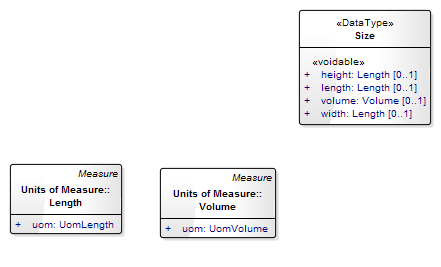 «DataType»
Size
«voidable»
+ height: Length [0..1]
+ length: Length [0..1]
+ volume: Volume [0..1]
+ width: Length [0..1]
Measure
Units of Measure::
Length
+ uom: UomLength
Measure
Units of Measure::
Volume
+ uom: UomVolume